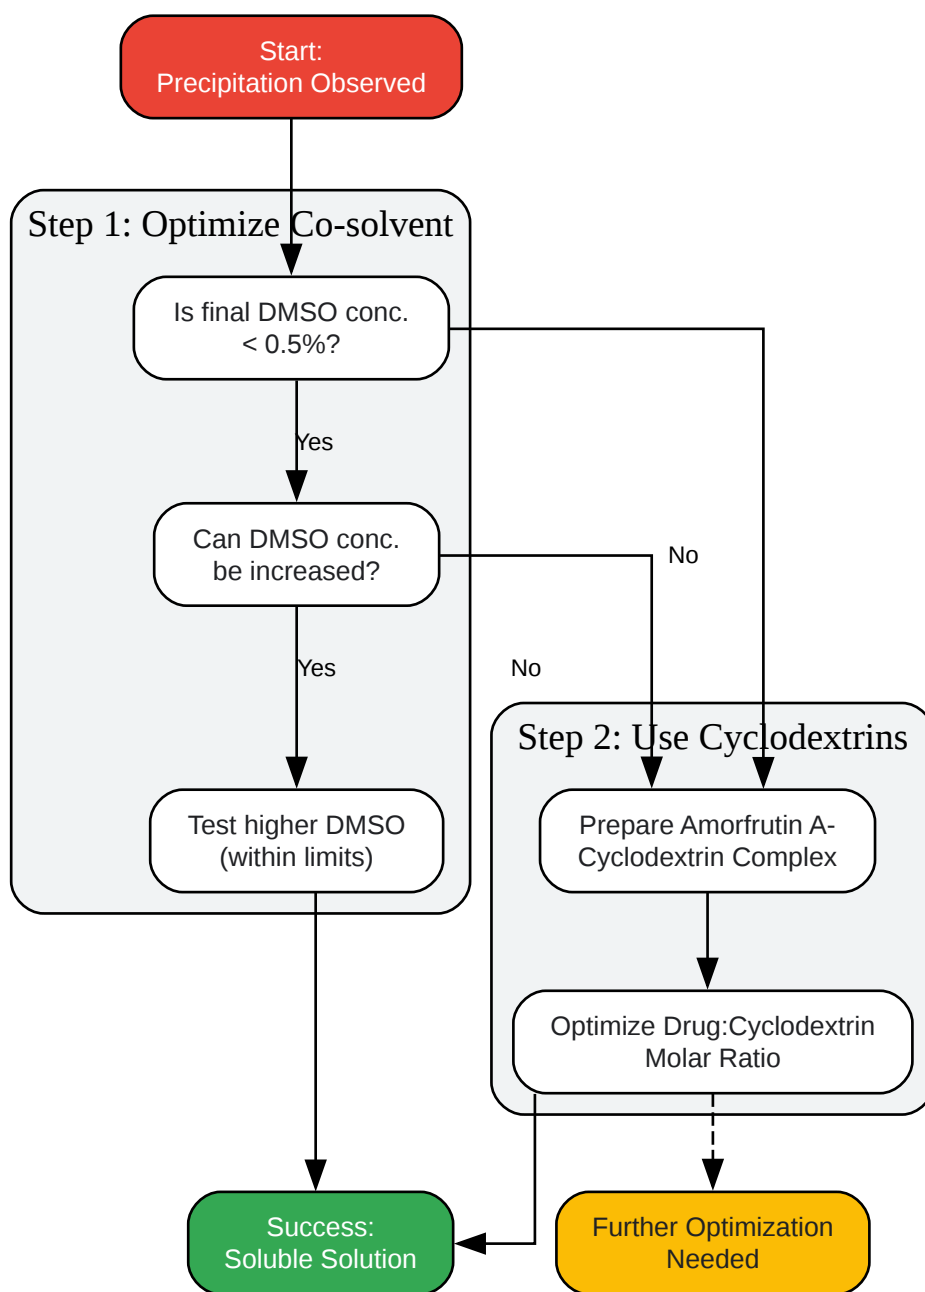 Start:
Precipitation Observed
Step 1: Optimize Co-solvent
Is final DMSO conc.
< 0.5%?
Yes
Can DMSO conc.
be increased?
No
Yes
No
Test higher DMSO
(within limits)
Step 2: Use Cyclodextrins
Prepare Amorfrutin A-
Cyclodextrin Complex
Optimize Drug:Cyclodextrin
Molar Ratio
Success:
Soluble Solution
Further Optimization
Needed